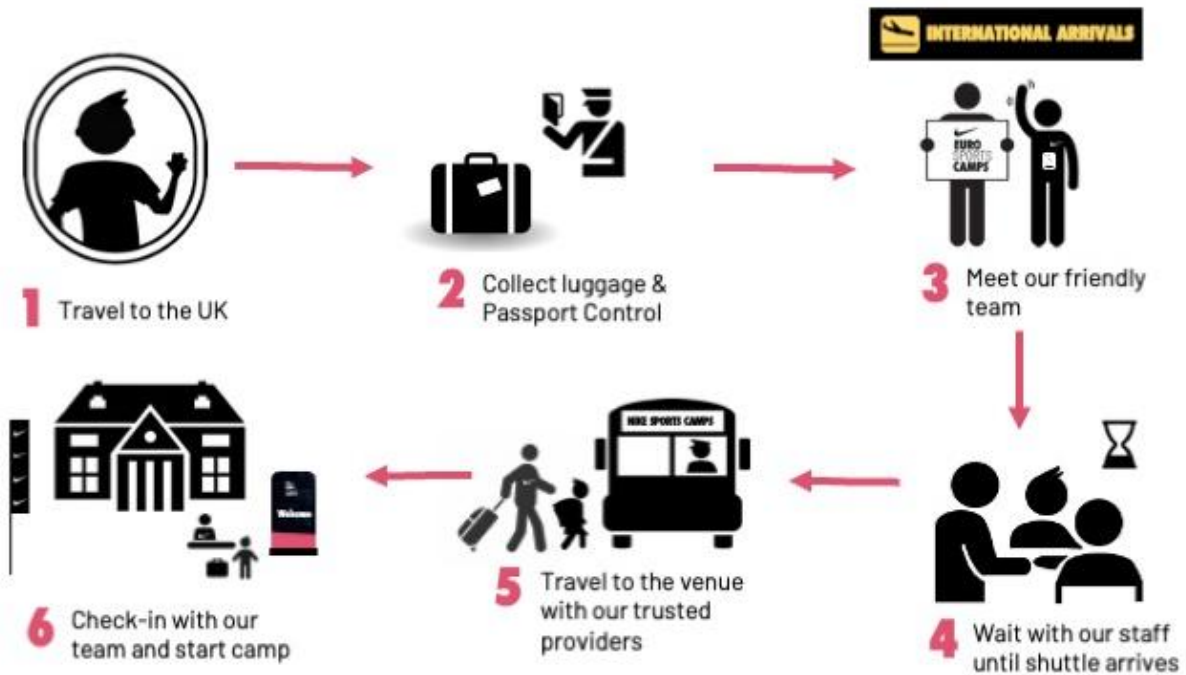 INTERNATIONAL ARRIVALS
EURO
SPORTS
CAMPS
1 Travel to the UK
2 Collect luggage &
Passport Control
3 Meet our friendly
team
NIKE SPORTS CAMPS
Welcome
6 Check-in with our
team and start camp
5 Travel to the venue
with our trusted
providers
4 Wait with our staff
until shuttle arrives